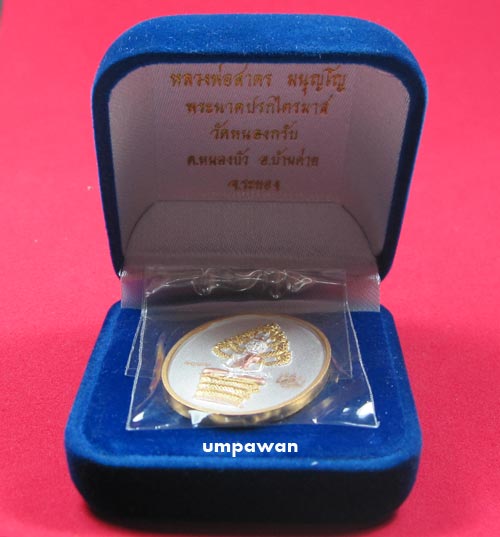 หลวงพ่อสาคร มนุญโญ
พระนาคปรกไตรมาส
วัดหนองกรับ
ต.หนองบัว อ.บ้านค่าย
จ.ระยอง
umpawan